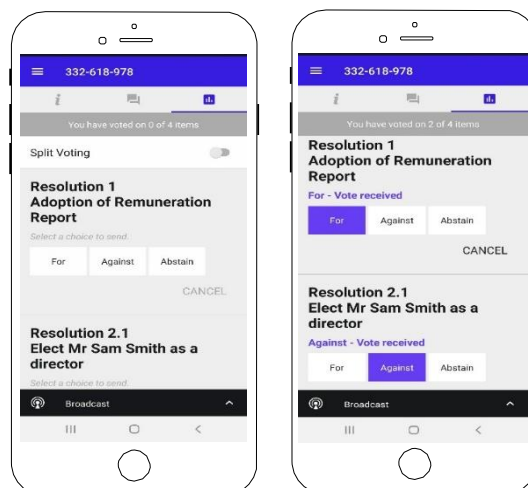 332-618-978
You have voted on 0 of 4 items
Split Voting
Resolution 1
Adoption of Remuneration
Report
Select a choice to send.
For Against Abstain
CANCEL
Resolution 2.1
Elect Mr Sam Smith as a
director
Select a choice to send.
Broadcast
332-618-978
You have voted on 2 of 4 items
Resolution 1
Adoption of Remuneration
Report
For - Vote received
For Against Abstain
CANCEL
Resolution 2.1
Elect Mr Sam Smith as a
director
Against - Vote received
For Against Abstain
Broadcast